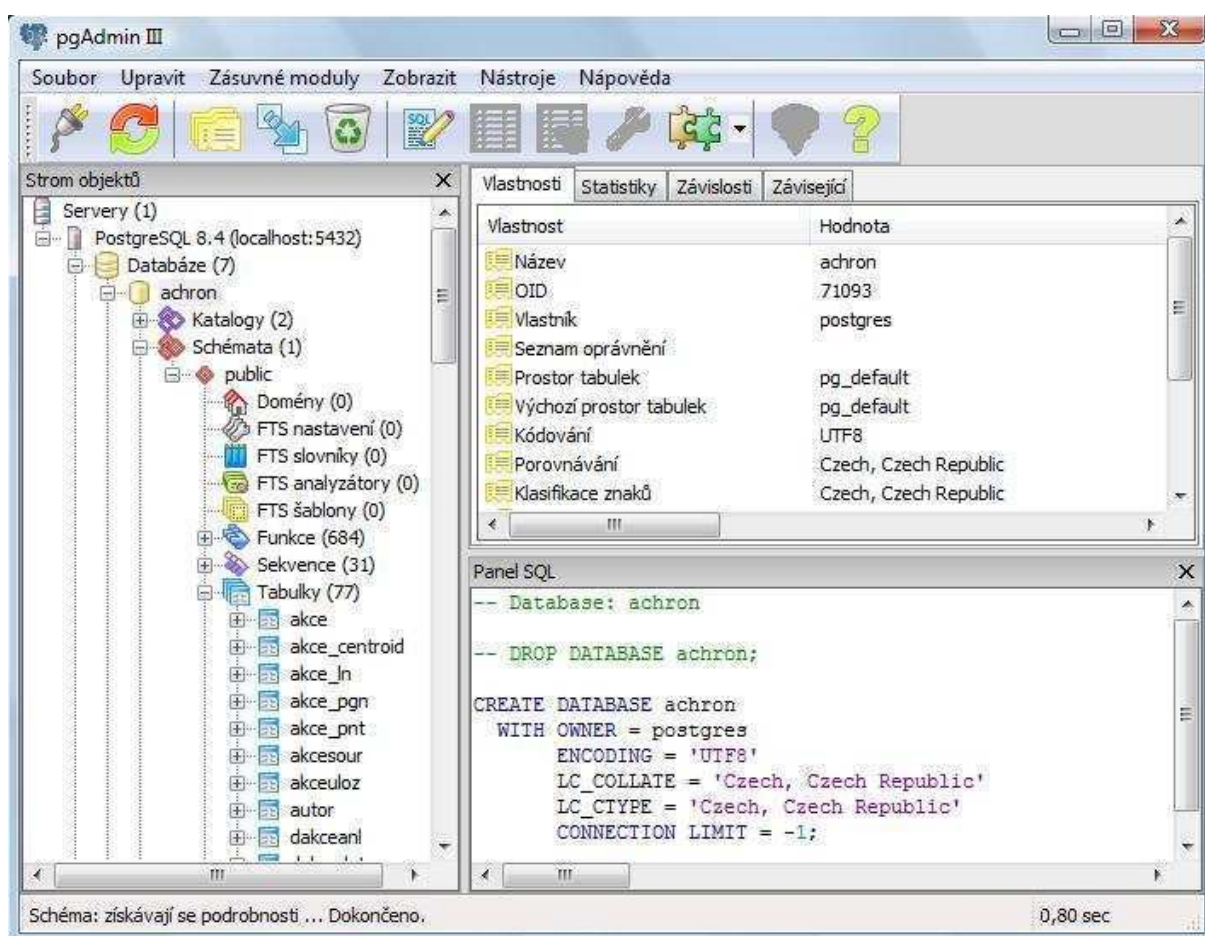 pgAdmin III
Soubor Upravit Zásuvné moduly Zobrazit Nástroje Nápověda
SQL
Strom objektů
Servery (1)
PostgreSQL 8.4 (localhost:5432)
Databáze (7)
achron
Katalogy (2)
Schémata (1)
public
Domény (0)
FTS nastavení (0)
FTS slovníky (0)
FTS analyzátory (0)
FTS šablony (0)
Funkce (684)
Sekvence (31)
Tabulky (77)
akce
akce_centroid
akce_ln
akce_pgn
akce_pnt
akcesour
akceuloz
autor
dakceanl
Vlastnosti Statistiky Závislosti Závisející
Vlastnost Hodnota
Název achron
OID 71093
Vlastník postgres
Seznam oprávnění
Prostor tabulek pg_default
Výchozí prostor tabulek pg_default
Kódování UTF8
Porovnávání Czech, Czech Republic
Klasifikace znaků Czech, Czech Republic
Panel SQL
-- Database: achron
-- DROP DATABASE achron;
CREATE DATABASE achron
WITH OWNER = postgres
ENCODING = 'UTF8'
LC_COLLATE = 'Czech, Czech Republic'
LC_CTYPE = 'Czech, Czech Republic'
CONNECTION LIMIT = -1;
Schéma: získávají se podrobnosti ... Dokončeno. 0,80 sec